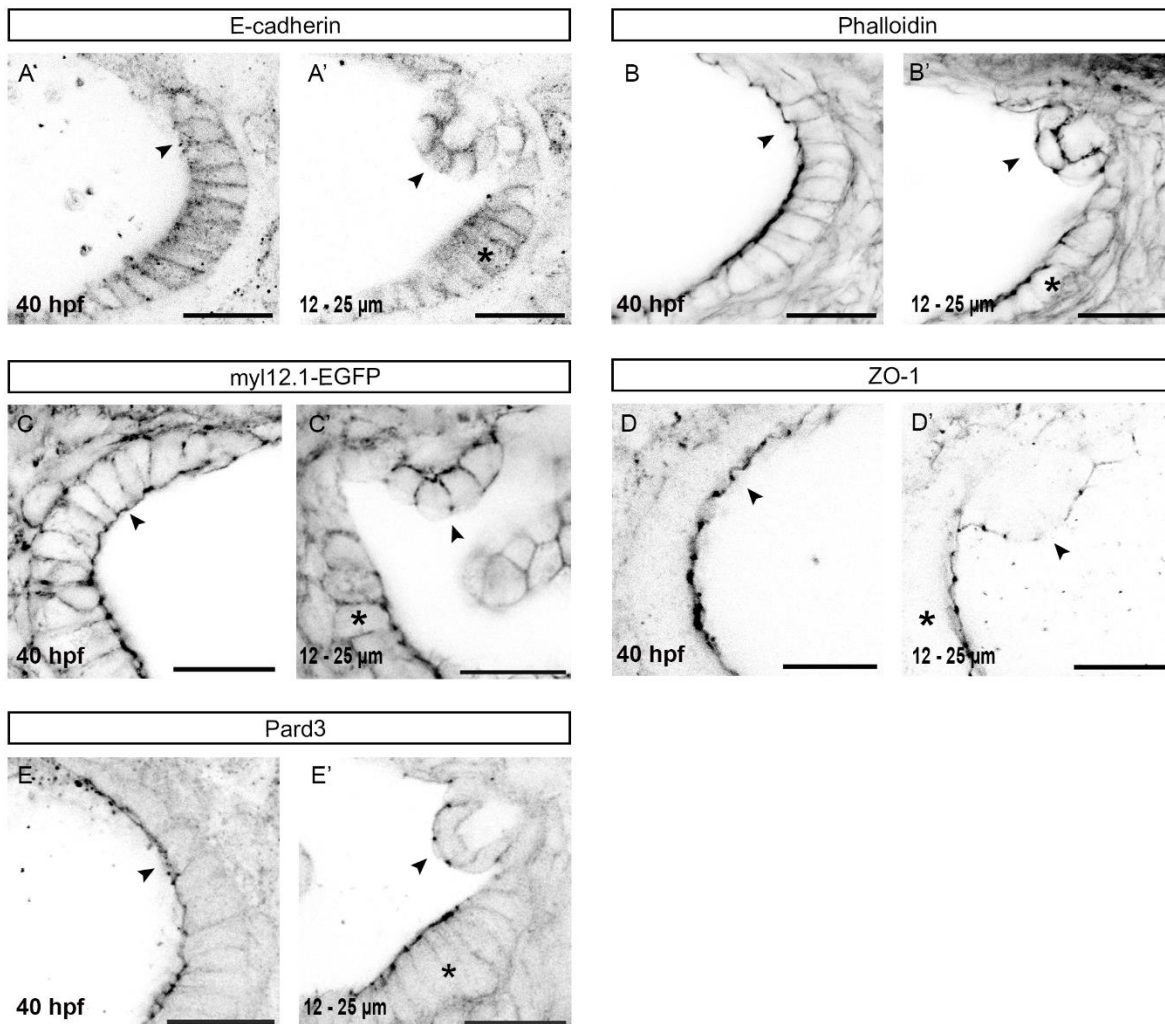 E-cadherin
A’
A’
40 hpf
12 - 25 µm
*
Phalloidin
B
B’
40 hpf
12 - 25 µm
*
myl12.1-EGFP
C
C’
40 hpf
12 - 25 µm
*
ZO-1
D
D’
40 hpf
12 - 25 µm
*
Pard3
E
E’
40 hpf
12 - 25 µm
*